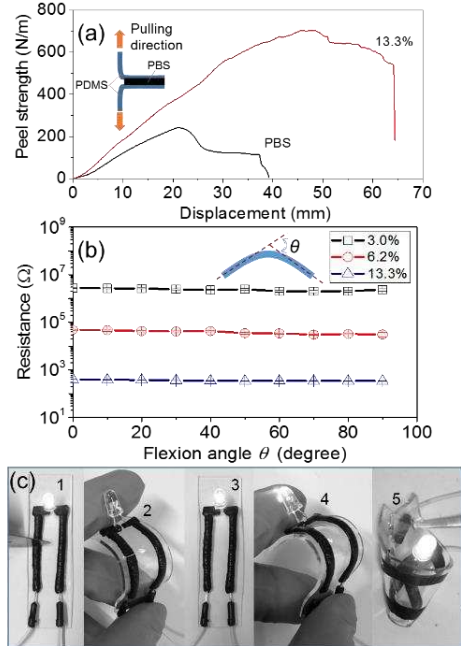 (a)
Pulling
direction
PBS
PDMS
13.3%
PBS
Peel strength (N/m)
800
600
400
200
0
0 10 20 30 40 50 60 70
Displacement (mm)
(b)
θ
3.0%
6.2%
13.3%
Resistance (Ω)
10^9
10^7
10^5
10^3
10^1
0 20 40 60 80 100
Flexion angle θ (degree)
(c)
1
2
3
4
5